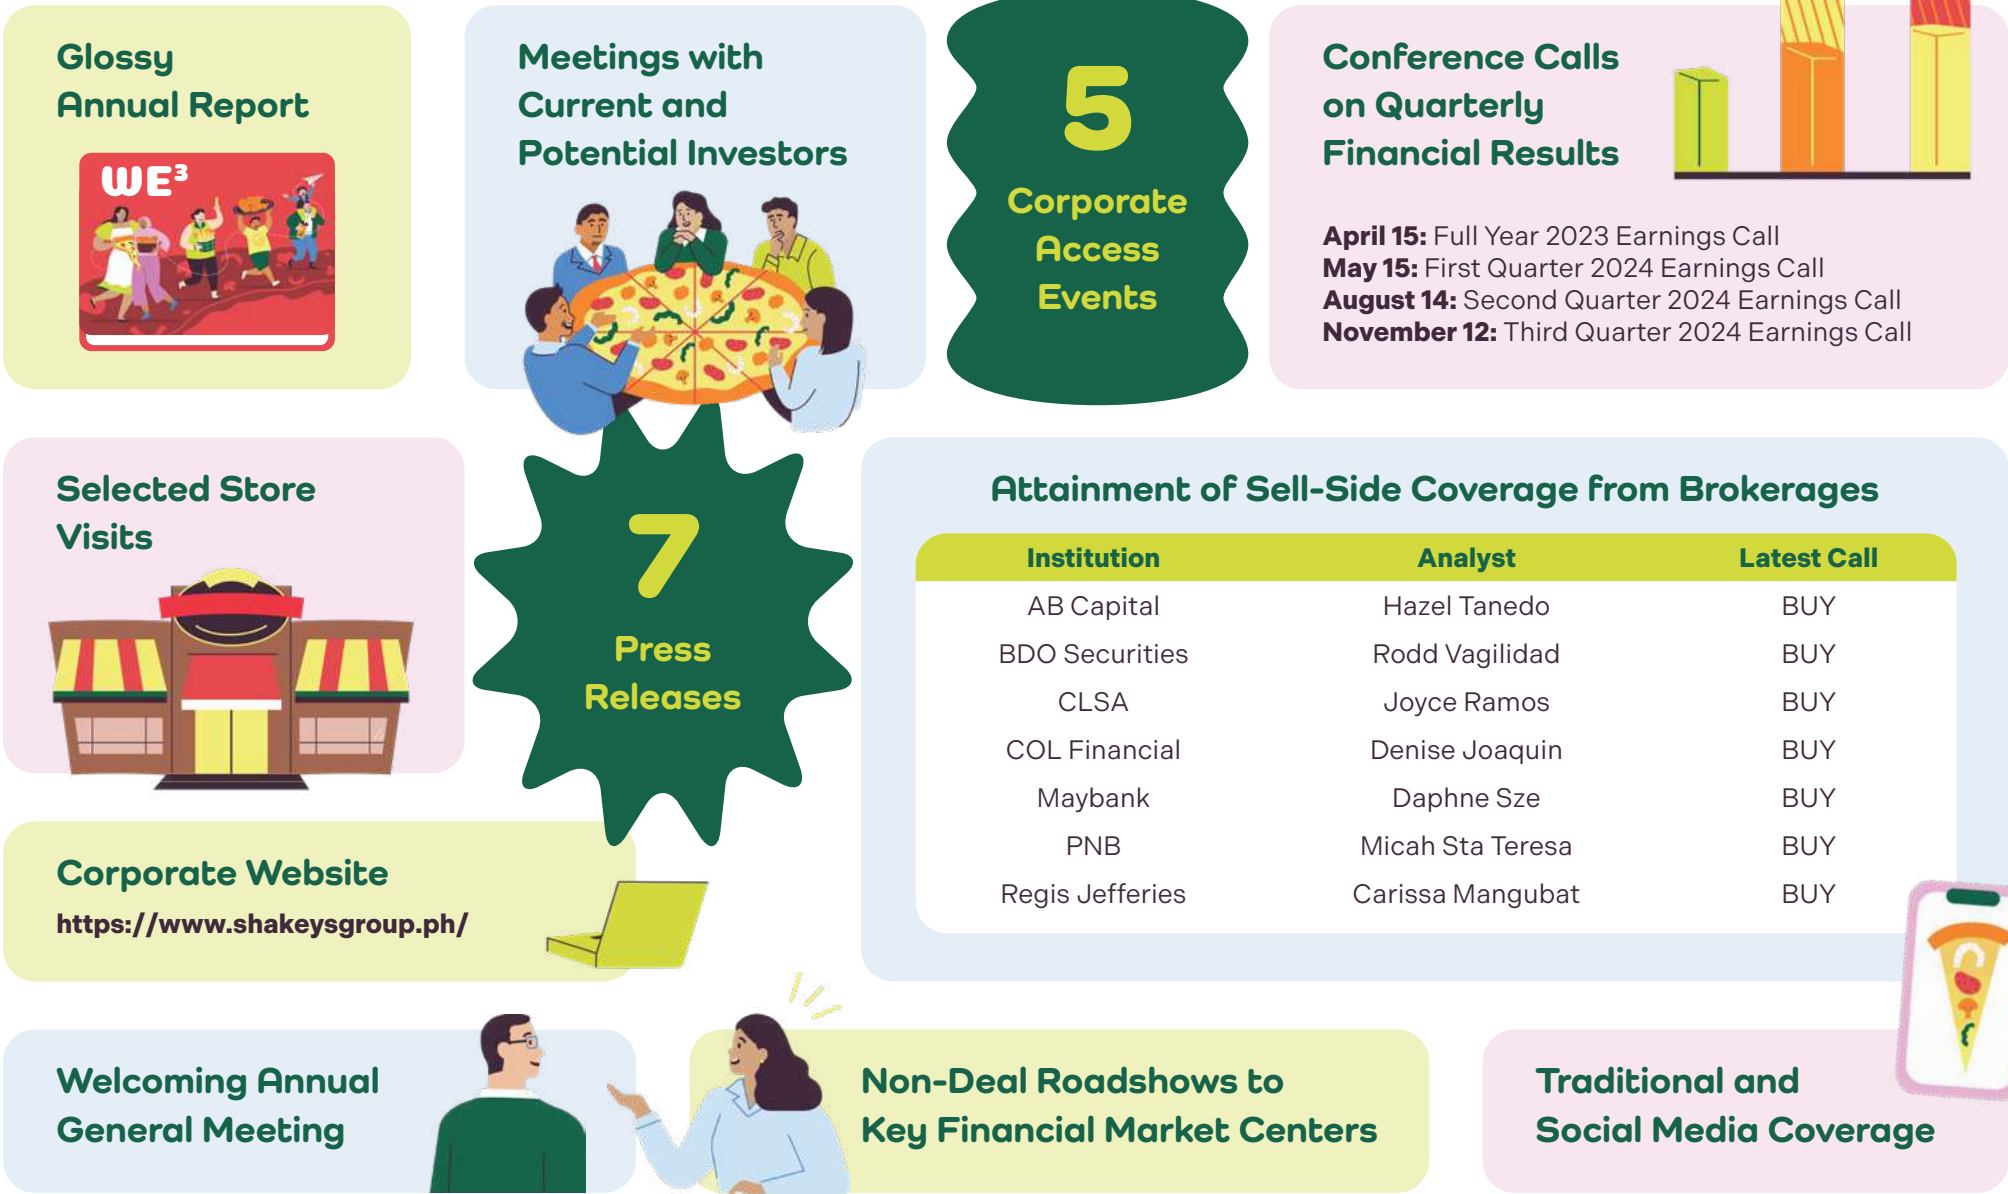 Glossy
Annual Report
WE³
Meetings with
Current and
Potential Investors
5
Corporate
Access
Events
Conference Calls
on Quarterly
Financial Results
April 15: Full Year 2023 Earnings Call
May 15: First Quarter 2024 Earnings Call
August 14: Second Quarter 2024 Earnings Call
November 12: Third Quarter 2024 Earnings Call
Selected Store
Visits
7
Press
Releases
Attainment of Sell-Side Coverage from Brokerages
Institution Analyst Latest Call
AB Capital Hazel Tanedo BUY
BDO Securities Rodd Vagilidad BUY
CLSA Joyce Ramos BUY
COL Financial Denise Joaquin BUY
Maybank Daphne Sze BUY
PNB Micah Sta Teresa BUY
Regis Jefferies Carissa Mangubat BUY
Corporate Website
https://www.shakeysgroup.ph/
Welcoming Annual
General Meeting
Non-Deal Roadshows to
Key Financial Market Centers
Traditional and
Social Media Coverage